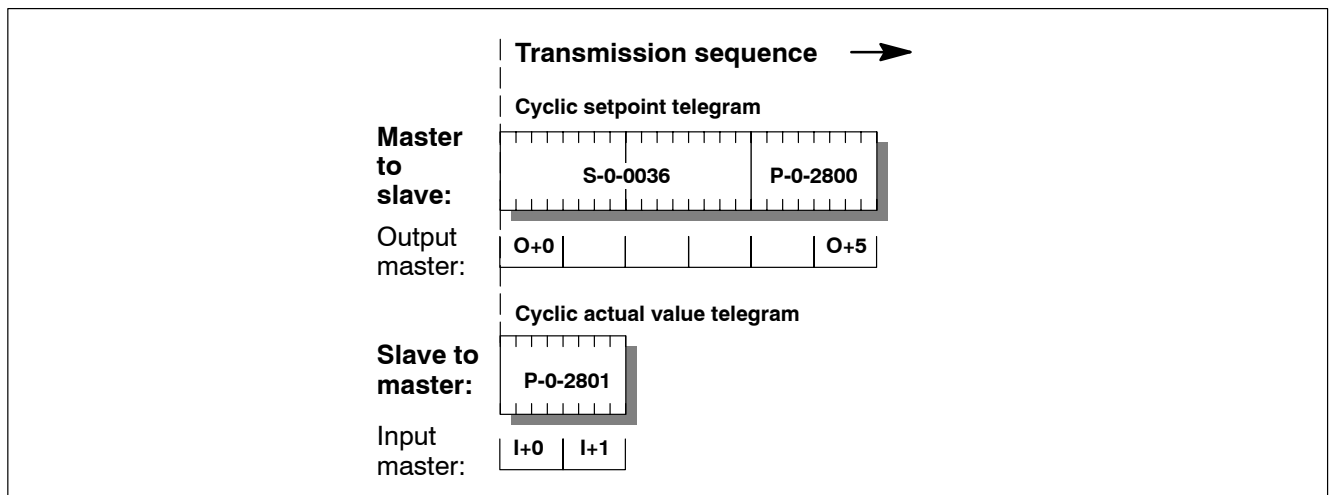 Transmission sequence
Cyclic setpoint telegram
Master
to
slave:
S-0-0036 P-0-2800
Output
master:
O+0 O+5
Cyclic actual value telegram
Slave to
master:
P-0-2801
Input
master:
I+0 I+1